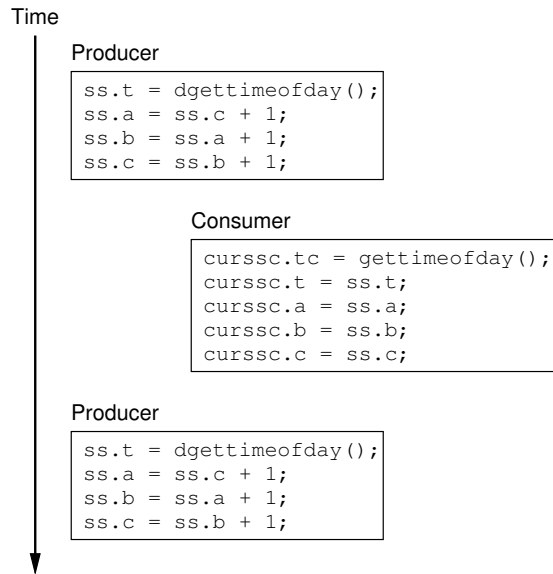 Time
Producer
ss.t = dgettimeofday();
ss.a = ss.c + 1;
ss.b = ss.a + 1;
ss.c = ss.b + 1;
Consumer
curssc.tc = gettimeofday();
curssc.t = ss.t;
curssc.a = ss.a;
curssc.b = ss.b;
curssc.c = ss.c;
Producer
ss.t = dgettimeofday();
ss.a = ss.c + 1;
ss.b = ss.a + 1;
ss.c = ss.b + 1;